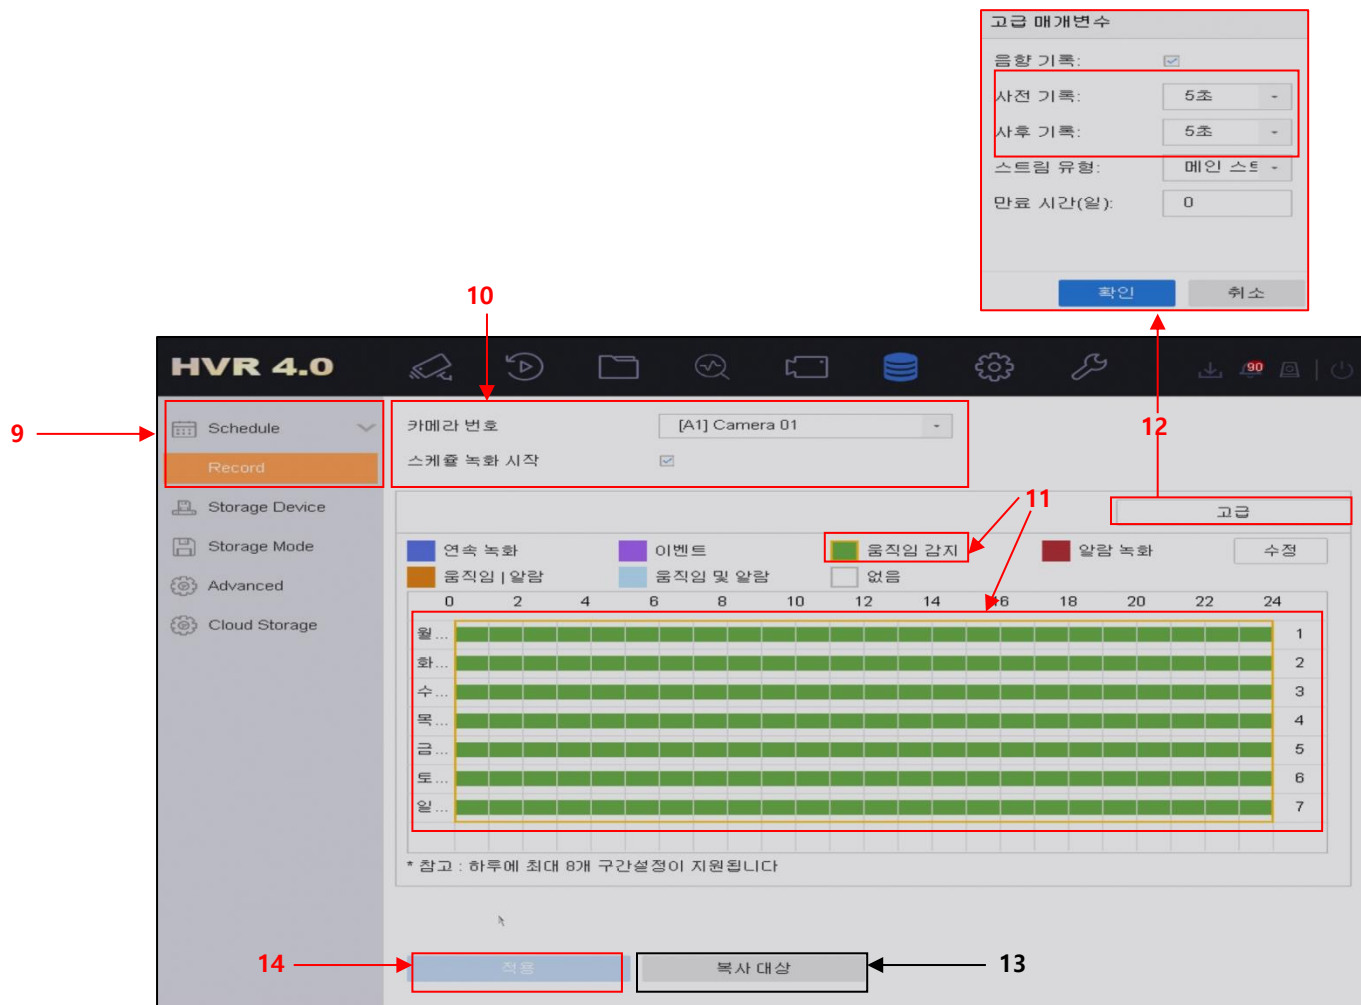 고급 매개변수
음향 기록:
사전 기록: 5초
사후 기록: 5초
스트림 유형: 메인 스트
만료 시간(일): 0
확인 취소
10
HVR 4.0
90
9
Schedule
Record
Storage Device
Storage Mode
Advanced
Cloud Storage
카메라 번호 [A1] Camera 01
스케쥴 녹화 시작
12
11
고급
연속 녹화 이벤트 움직임 감지 알람 녹화 수정
움직임 | 알람 움직임 및 알람 없음
0 2 4 6 8 10 12 14 16 18 20 22 24
월... 1
화... 2
수... 3
목... 4
금... 5
토... 6
일... 7
* 참고 : 하루에 최대 8개 구간설정이 지원됩니다
14 적용 복사 대상 13